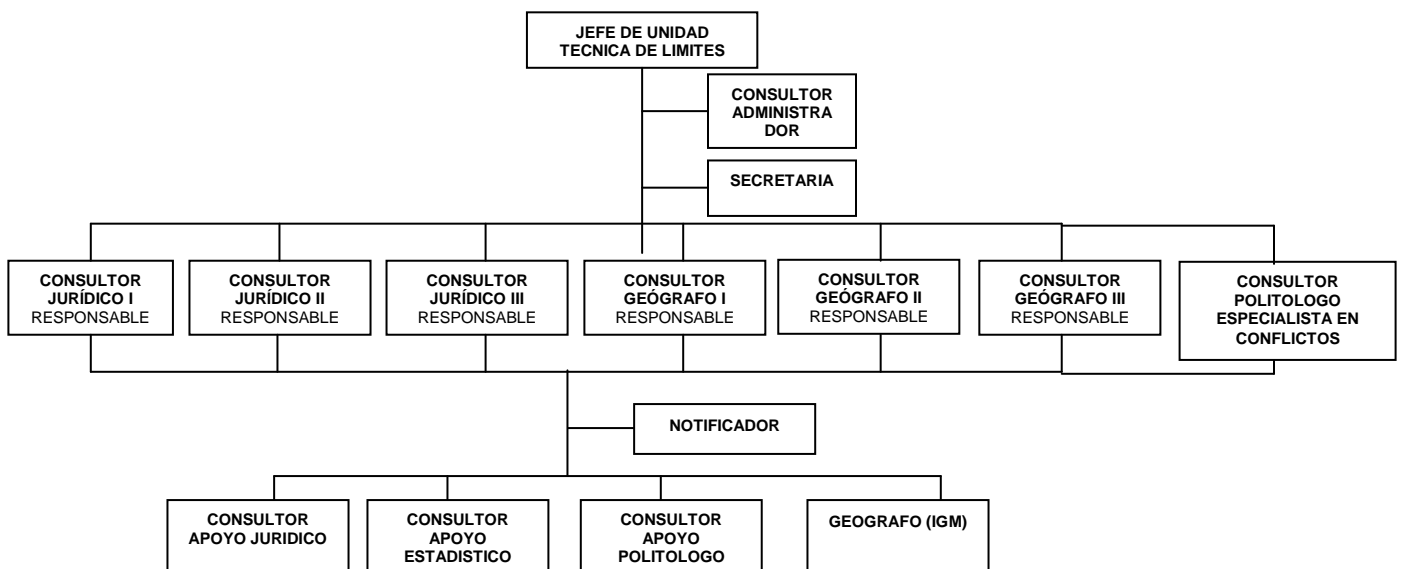 JEFE DE UNIDAD
TECNICA DE LIMITES
CONSULTOR
ADMINISTRA
DOR
SECRETARIA
CONSULTOR
JURÍDICO I
RESPONSABLE
CONSULTOR
JURÍDICO II
RESPONSABLE
CONSULTOR
JURÍDICO III
RESPONSABLE
CONSULTOR
GEÓGRAFO I
RESPONSABLE
CONSULTOR
GEÓGRAFO II
RESPONSABLE
CONSULTOR
GEÓGRAFO III
RESPONSABLE
CONSULTOR
POLITOLOGO
ESPECIALISTA EN
CONFLICTOS
NOTIFICADOR
CONSULTOR
APOYO JURIDICO
CONSULTOR
APOYO
ESTADISTICO
CONSULTOR
APOYO
POLITOLOGO
GEOGRAFO (IGM)